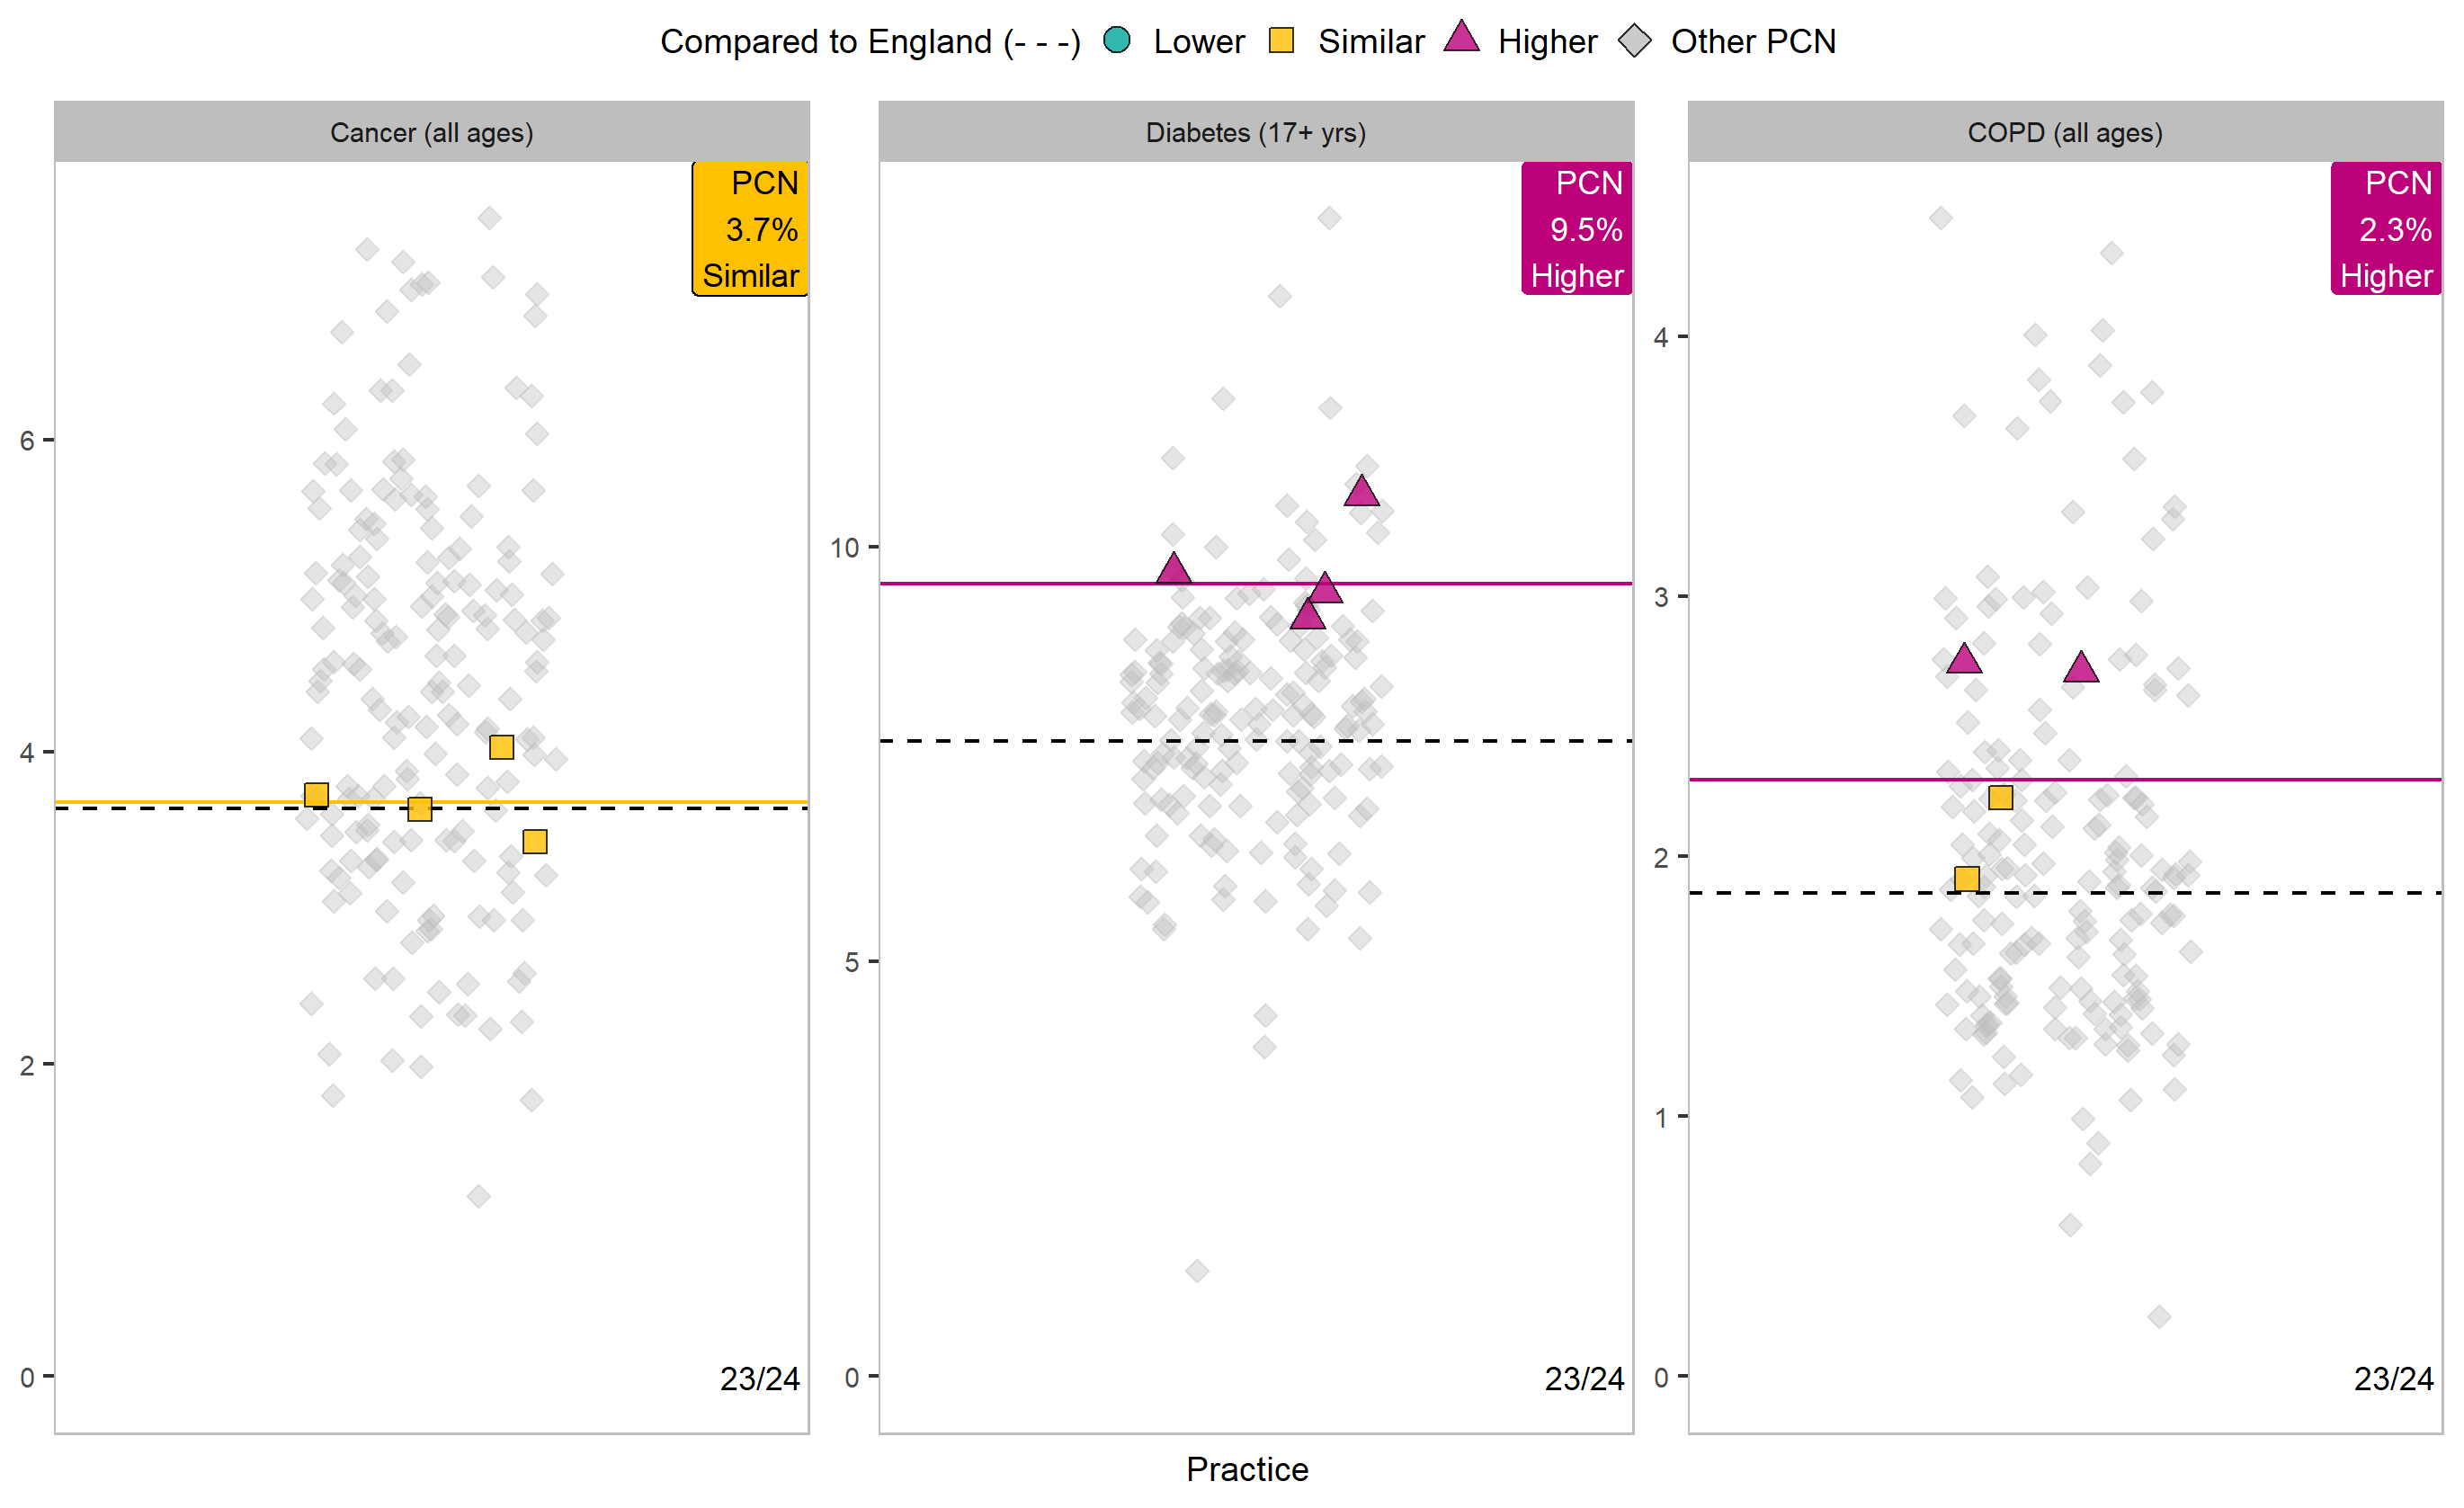 Compared to England (- - -) Lower Similar Higher Other PCN
Cancer (all ages)
PCN
3.7%
Similar
6
4
2
0
23/24
Diabetes (17+ yrs)
PCN
9.5%
Higher
10
5
0
23/24
COPD (all ages)
PCN
2.3%
Higher
4
3
2
1
0
23/24
Practice